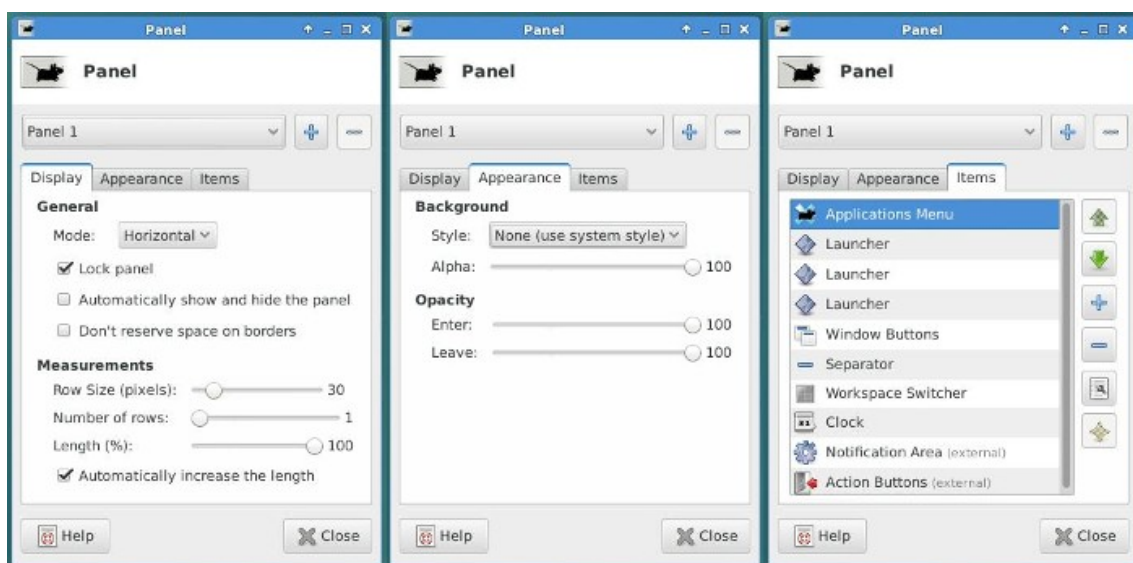 Panel
Panel
Panel 1
Display Appearance Items
General
Mode: Horizontal
Lock panel
Automatically show and hide the panel
Don't reserve space on borders
Measurements
Row Size (pixels): 30
Number of rows: 1
Length (%): 100
Automatically increase the length
Help Close
Panel
Panel
Panel 1
Display Appearance Items
Background
Style: None (use system style)
Alpha: 100
Opacity
Enter: 100
Leave: 100
Help Close
Panel
Panel
Panel 1
Display Appearance Items
Applications Menu
Launcher
Launcher
Launcher
Window Buttons
Separator
Workspace Switcher
Clock
Notification Area (external)
Action Buttons (external)
Help Close